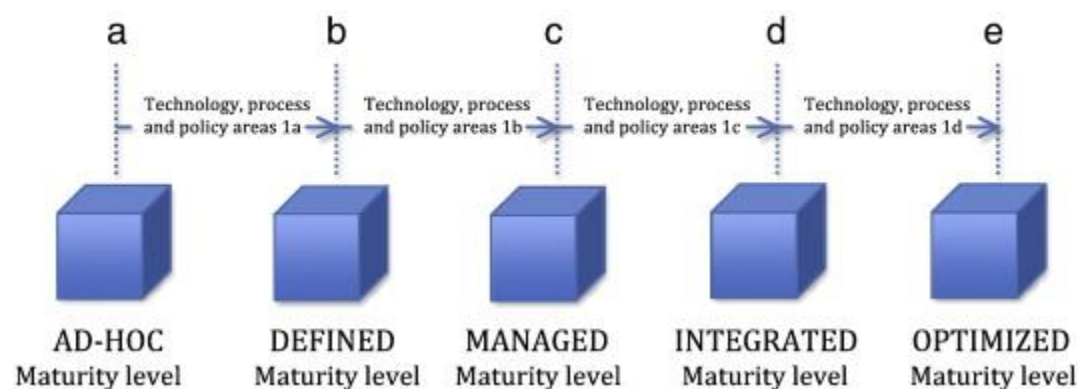 a b c d e
Technology, process Technology, process Technology, process Technology, process
and policy areas 1a and policy areas 1b and policy areas 1c and policy areas 1d
AD-HOC DEFINED MANAGED INTEGRATED OPTIMIZED
Maturity level Maturity level Maturity level Maturity level Maturity level